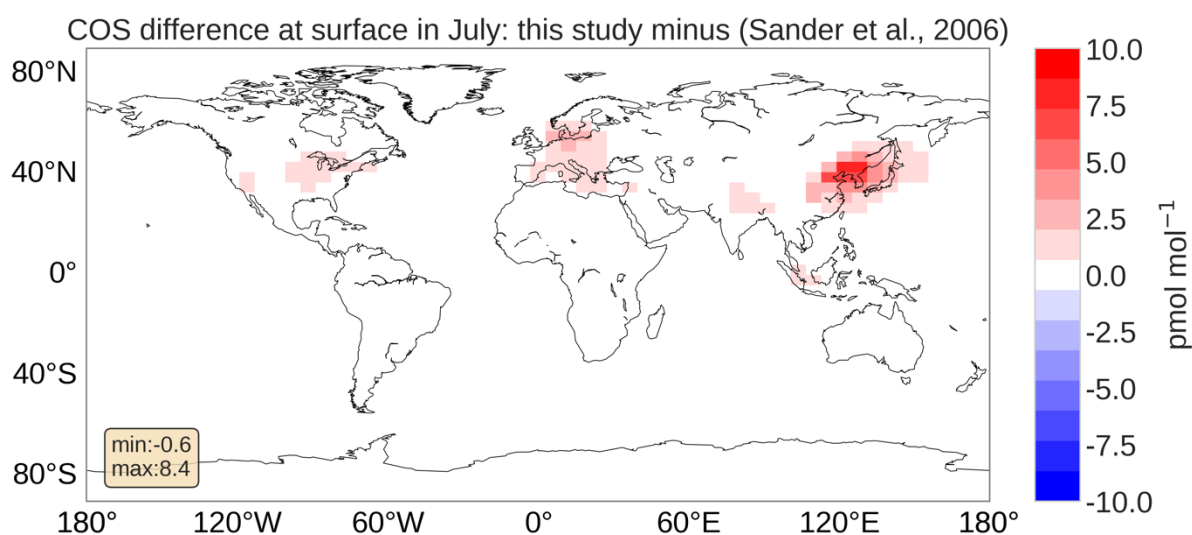 COS difference at surface in July: this study minus (Sander et al., 2006)
80°N
40°N
0°
40°S
80°S
min:-0.6
max:8.4
180°
120°W
60°W
0°
60°E
120°E
180°
10.0
7.5
5.0
2.5
0.0
-2.5
-5.0
-7.5
-10.0
pmol mol⁻¹